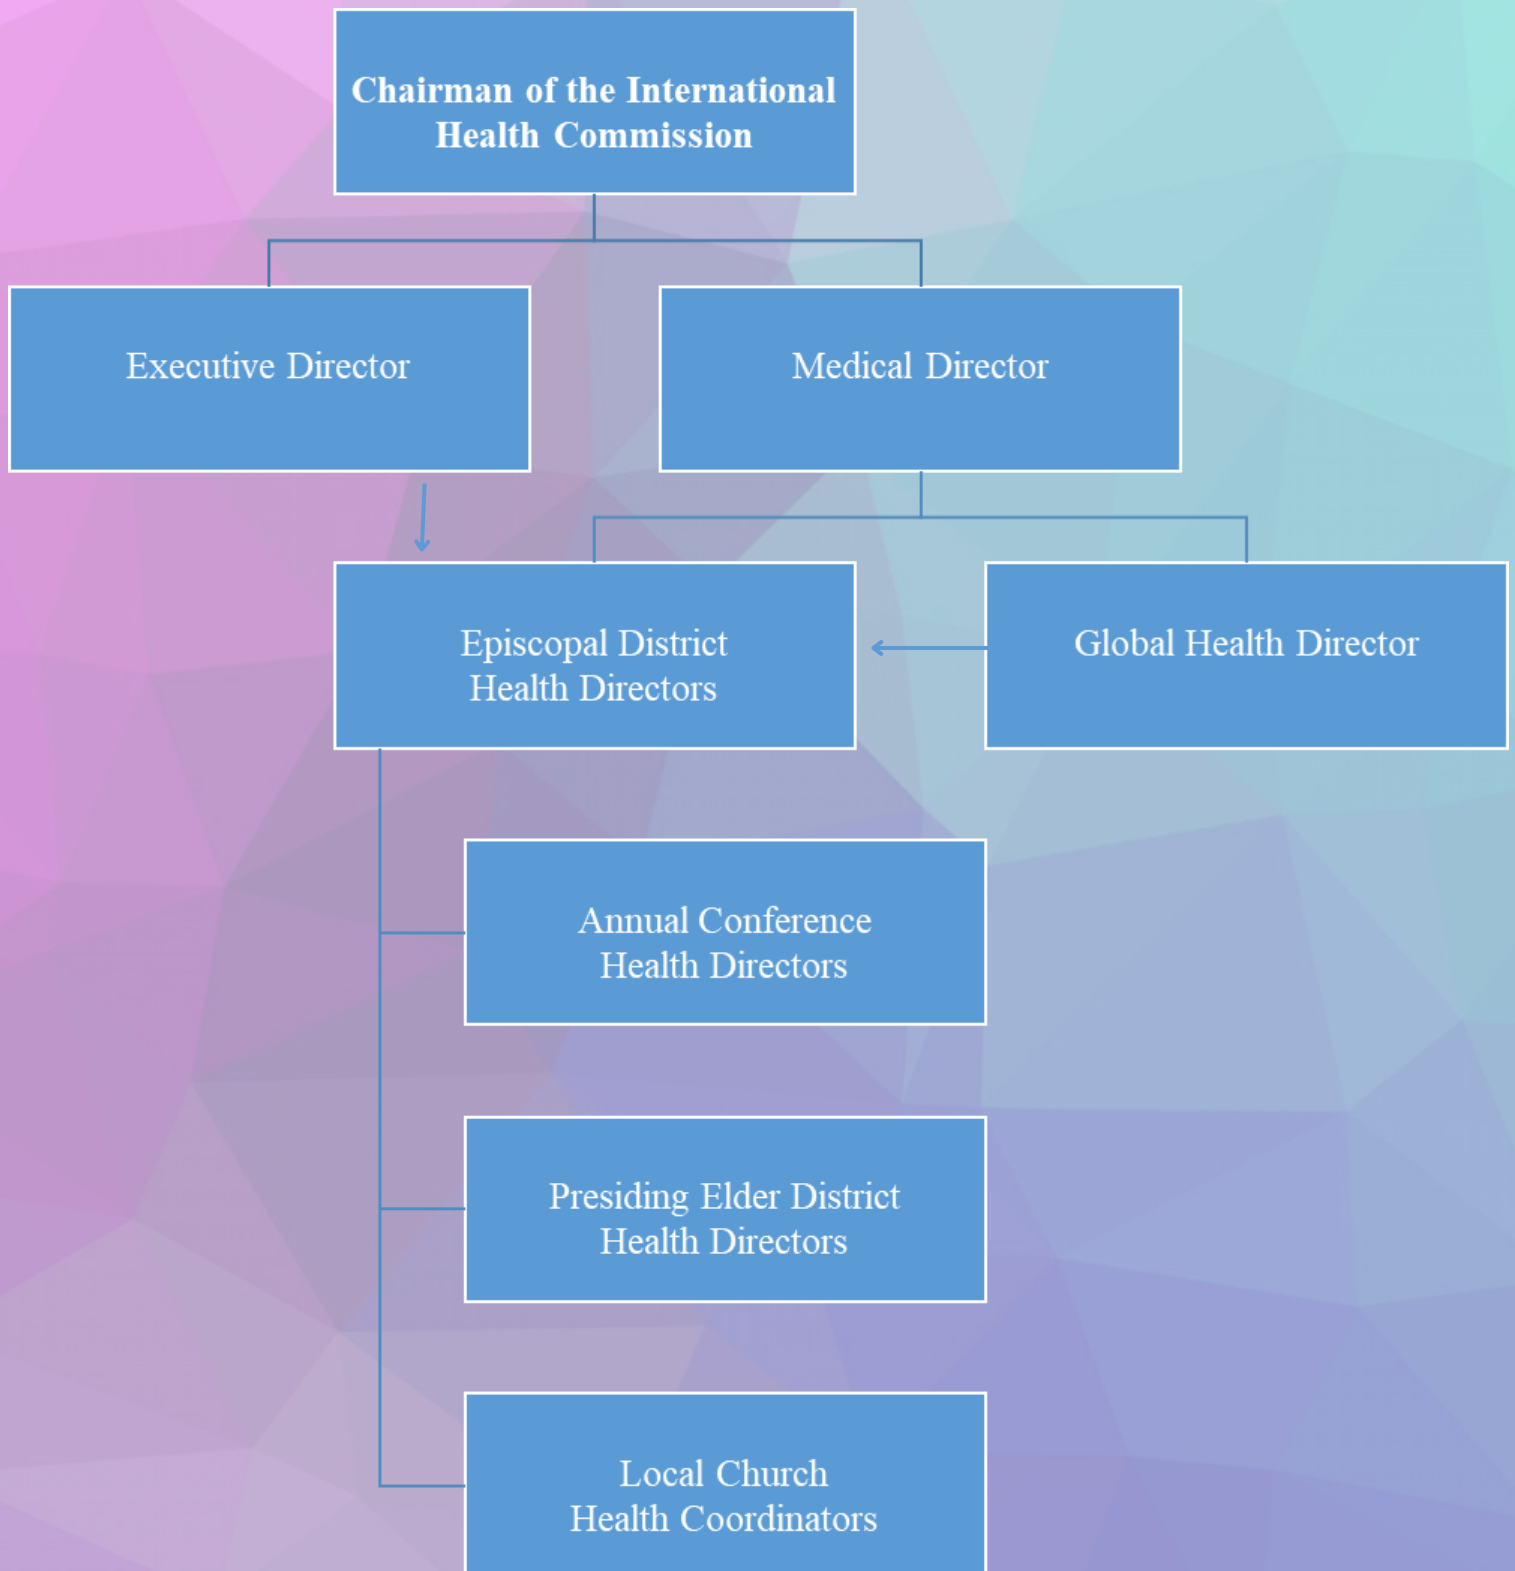 Chairman of the International
Health Commission
Executive Director
Medical Director
Episcopal District
Health Directors
Global Health Director
Annual Conference
Health Directors
Presiding Elder District
Health Directors
Local Church
Health Coordinators